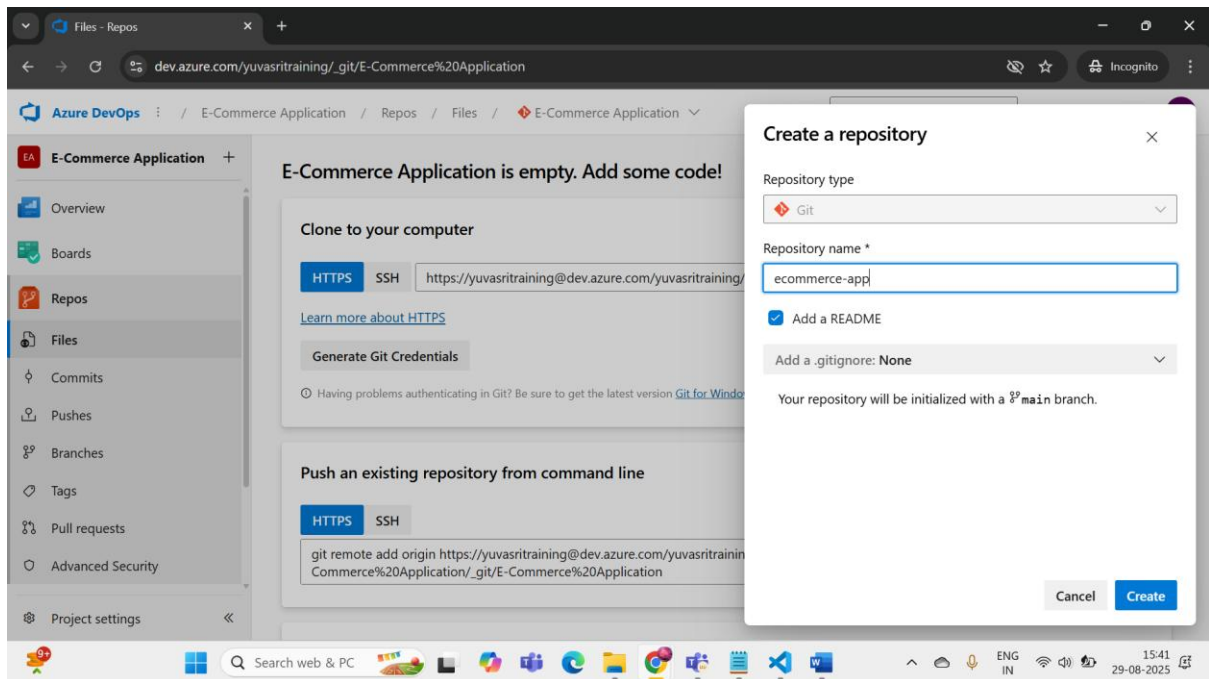 Files - Repos
dev.azure.com/yuvasritraining/_git/E-Commerce%20Application
Incognito
Azure DevOps / E-Commerce Application / Repos / Files / E-Commerce Application
EA E-Commerce Application
Overview
Boards
Repos
Files
Commits
Pushes
Branches
Tags
Pull requests
Advanced Security
Project settings
E-Commerce Application is empty. Add some code!
Clone to your computer
HTTPS SSH https://yuvasritraining@dev.azure.com/yuvasritraining/
Learn more about HTTPS
Generate Git Credentials
Having problems authenticating in Git? Be sure to get the latest version Git for Windo
Push an existing repository from command line
HTTPS SSH
git remote add origin https://yuvasritraining@dev.azure.com/yuvasritrainin
Commerce%20Application/_git/E-Commerce%20Application
Create a repository
Repository type
Git
Repository name *
ecommerce-app
Add a README
Add a .gitignore: None
Your repository will be initialized with a main branch.
Cancel Create
9+
Search web & PC
ENG
IN
15:41
29-08-2025